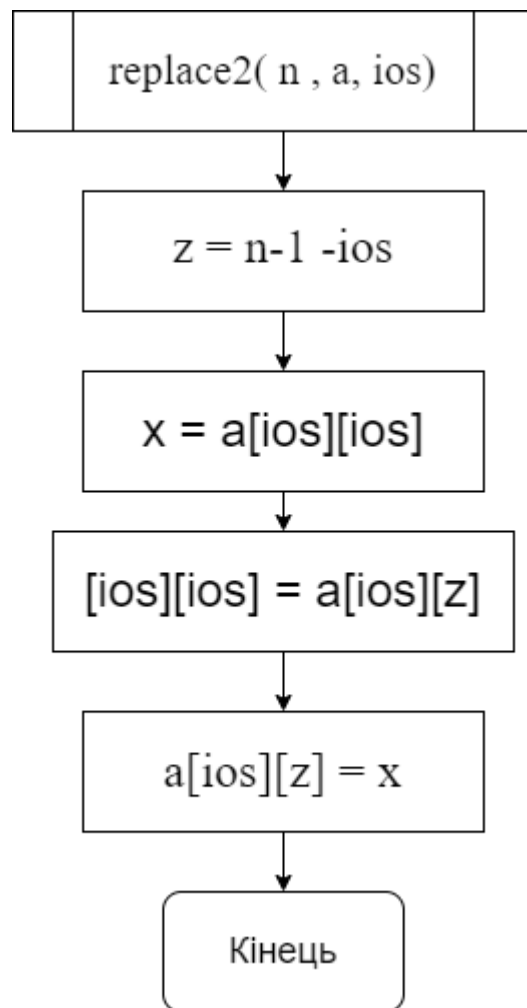 replace2( n , a, ios)
z = n-1 -ios
x = a[ios][ios]
[ios][ios] = a[ios][z]
a[ios][z] = x
Кінець